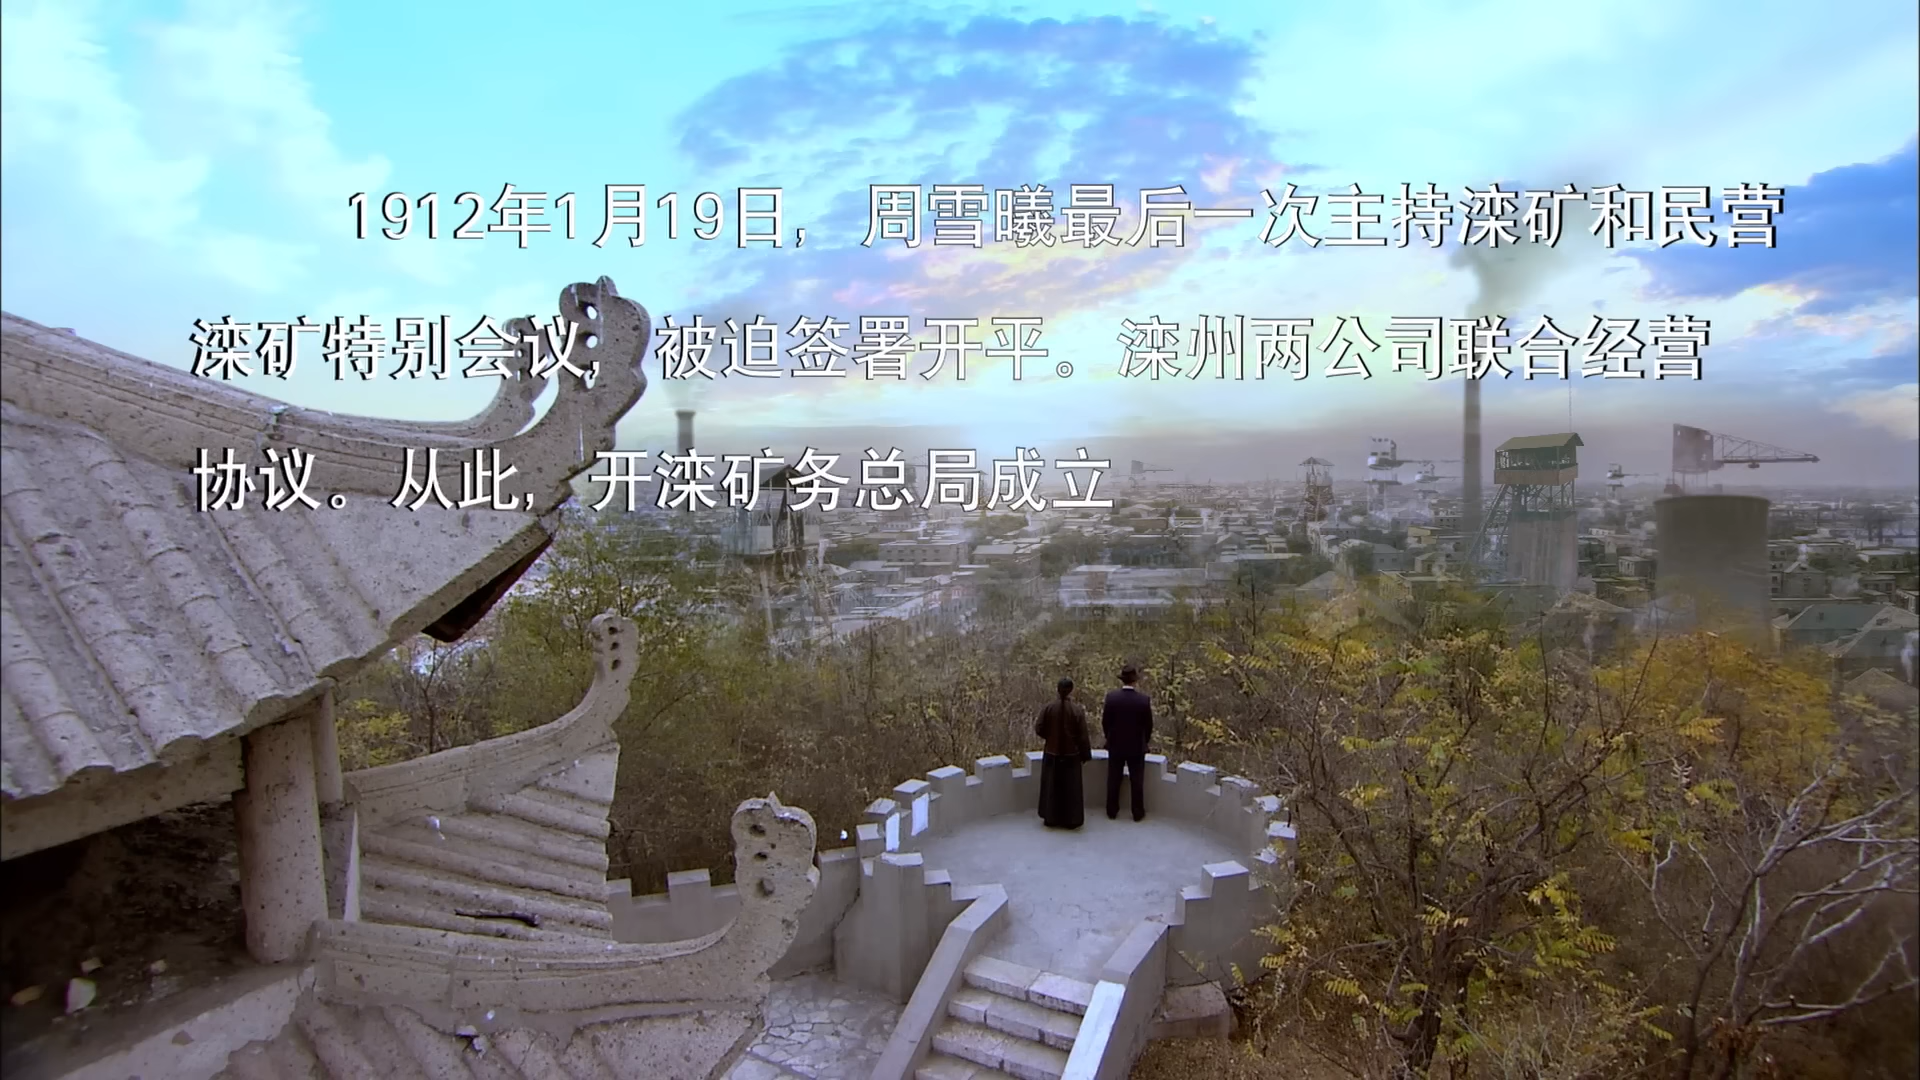 1912年1月19日，周雪曦最后一次主持滦矿和民营
滦矿特别会议，被迫签署开平。滦州两公司联合经营
协议。从此，开滦矿务总局成立